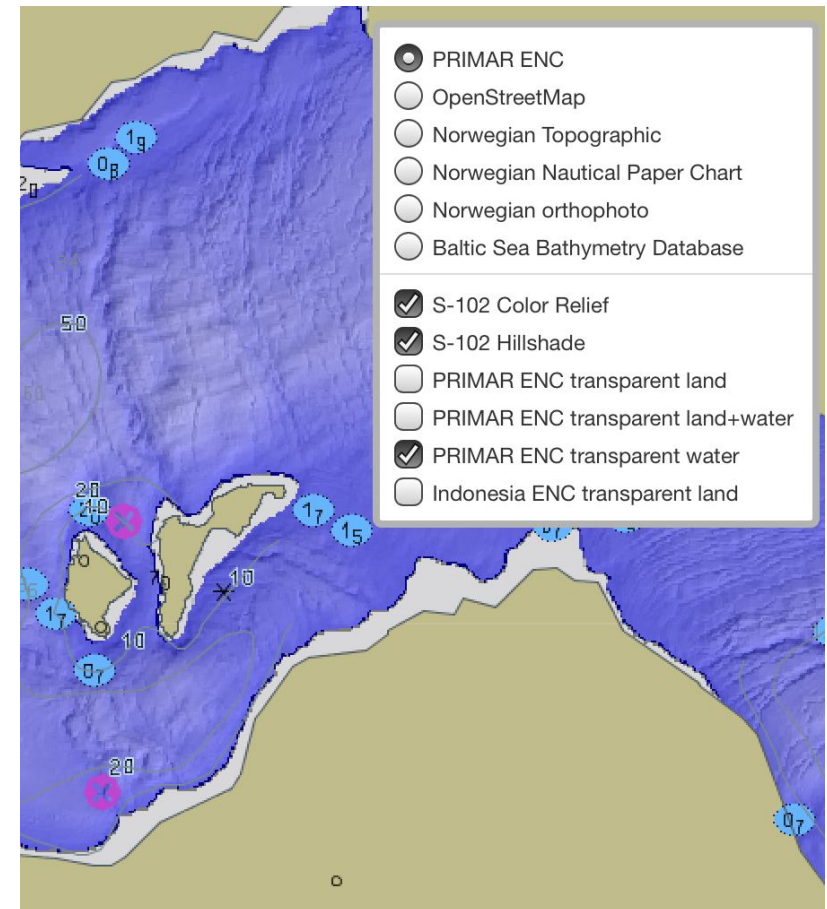 PRIMAR ENC
OpenStreetMap
Norwegian Topographic
Norwegian Nautical Paper Chart
Norwegian orthophoto
Baltic Sea Bathymetry Database
S-102 Color Relief
S-102 Hillshade
PRIMAR ENC transparent land
PRIMAR ENC transparent land+water
PRIMAR ENC transparent water
Indonesia ENC transparent land
19
08
20
50
20
10
17
15
10
17
10
07
20
07